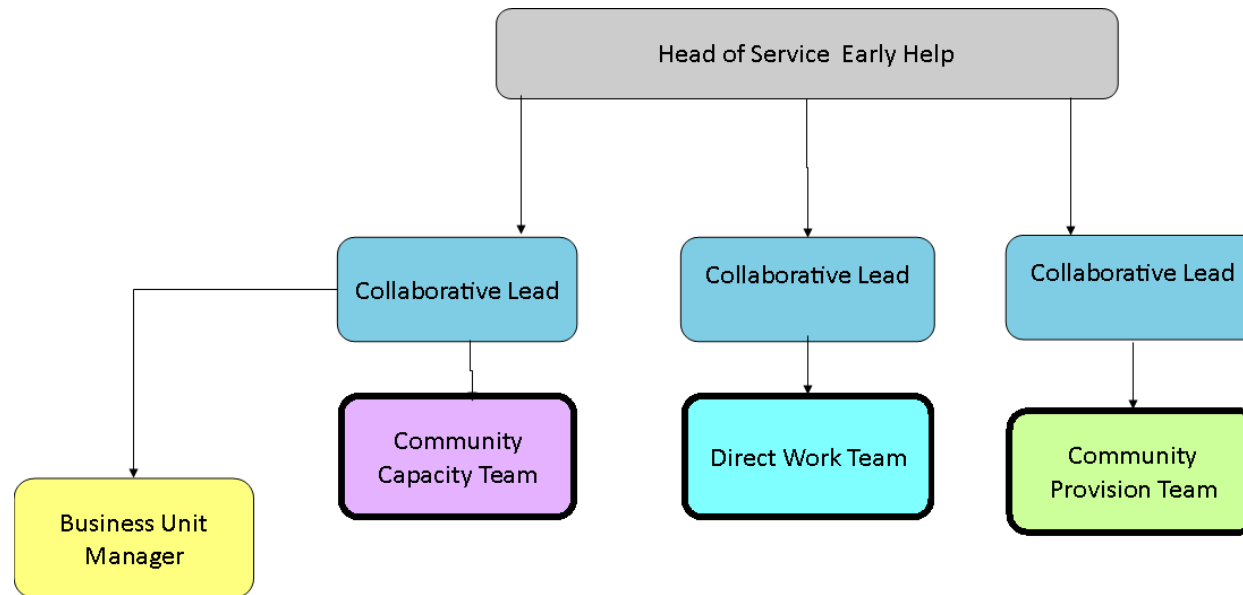 Head of Service  Early Help
Collaborative Lead
Collaborative Lead
Collaborative Lead
Community
Capacity Team
Direct Work Team
Community
Provision Team
Business Unit
Manager